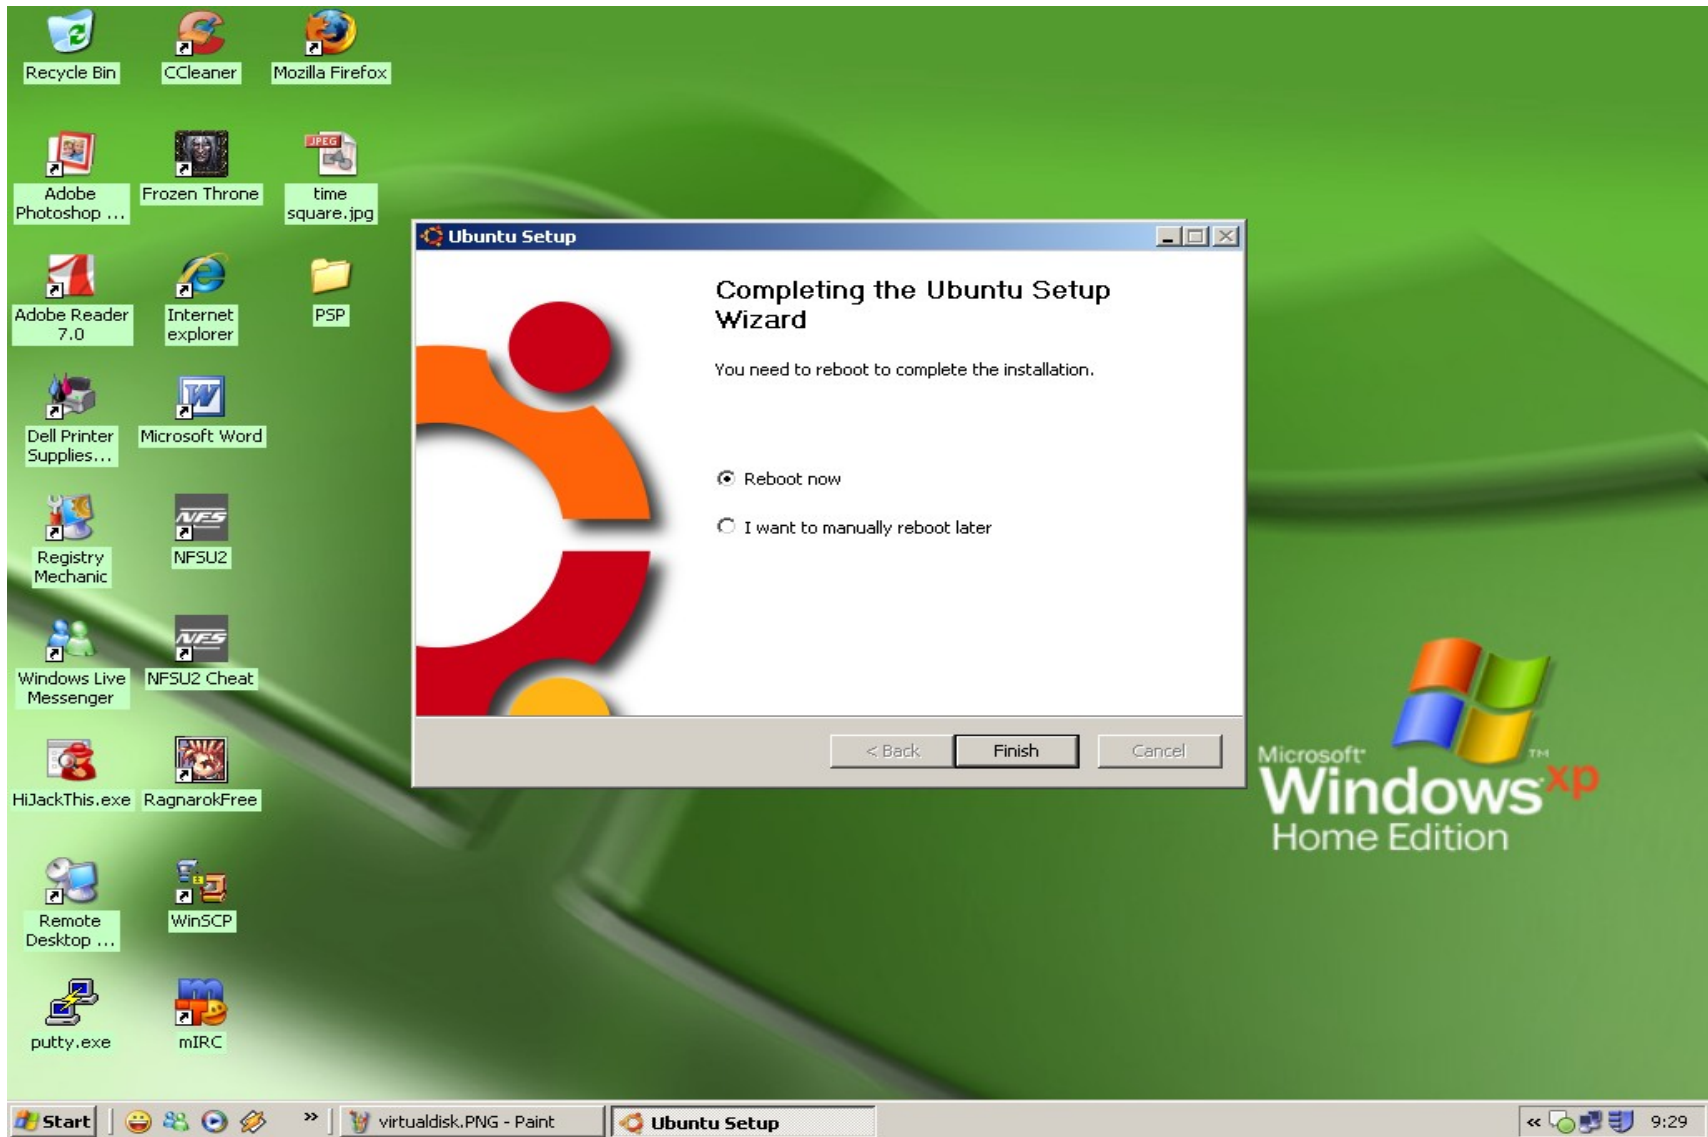 Recycle Bin
CCleaner
Mozilla Firefox
Adobe
Photoshop ...
Frozen Throne
JPEG
time
square.jpg
Adobe Reader
7.0
Internet
explorer
PSP
Dell Printer
Supplies...
W
Microsoft Word
Registry
Mechanic
NFS
NFSU2
Windows Live
Messenger
NFS
NFSU2 Cheat
HiJackThis.exe
RagnarokFree
Remote
Desktop ...
WinSCP
putty.exe
mIRC
Ubuntu Setup
Completing the Ubuntu Setup
Wizard
You need to reboot to complete the installation.
Reboot now
I want to manually reboot later
< Back
Finish
Cancel
Microsoft
Windows xp
TM
Home Edition
Start
»
virtualdisk.PNG - Paint
Ubuntu Setup
«
9:29